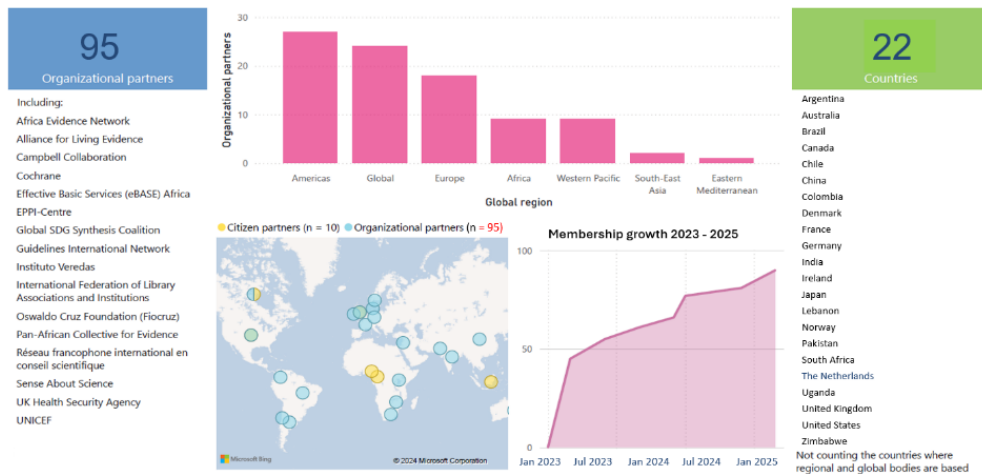 95
Organizational partners
Including:
Africa Evidence Network
Alliance for Living Evidence
Campbell Collaboration
Cochrane
Effective Basic Services (eBASE) Africa
EPPI-Centre
Global SDG Synthesis Coalition
Guidelines International Network
Instituto Veredas
International Federation of Library
Associations and Institutions
Oswaldo Cruz Foundation (Fiocruz)
Pan-African Collective for Evidence
Réseau francophone international en
conseil scientifique
Sense About Science
UK Health Security Agency
UNICEF
Organizational partners
30
20
10
0
Americas
Global
Europe
Africa
Western Pacific
South-East
Asia
Eastern
Mediterranean
Global region
Citizen partners (n = 10)
Organizational partners (n = 95)
Microsoft Bing
© 2024 Microsoft Corporation
Membership growth 2023 - 2025
100
50
0
Jan 2023
Jul 2023
Jan 2024
Jul 2024
Jan 2025
22
Countries
Argentina
Australia
Brazil
Canada
Chile
China
Colombia
Denmark
France
Germany
India
Ireland
Japan
Lebanon
Norway
Pakistan
South Africa
The Netherlands
Uganda
United Kingdom
United States
Zimbabwe
Not counting the countries where
regional and global bodies are based